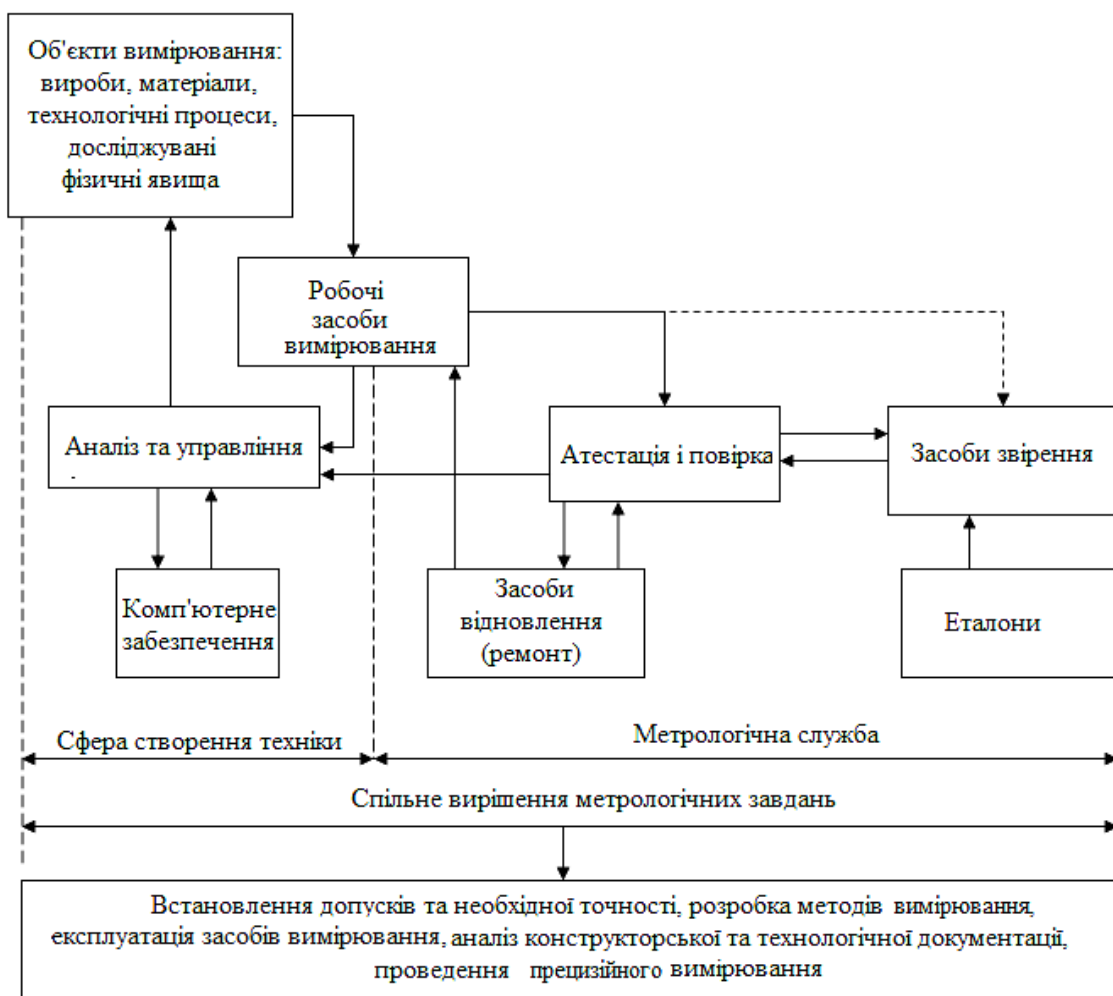 Об'єкти вимірювання:
вироби, матеріали,
технологічні процеси,
досліджувані
фізичні явища
Робочі
засоби
вимірювання
Аналіз та управління
.
Атестація і повірка
Засоби звірення
Комп'ютерне
забезпечення
Засоби
відновлення
(ремонт)
Еталони
Сфера створення техніки
Метрологічна служба
Спільне вирішення метрологічних завдань
Встановлення допусків та необхідної точності, розробка методів вимірювання,
експлуатація засобів вимірювання, аналіз конструкторської та технологічної документації,
проведення прецизійного вимірювання